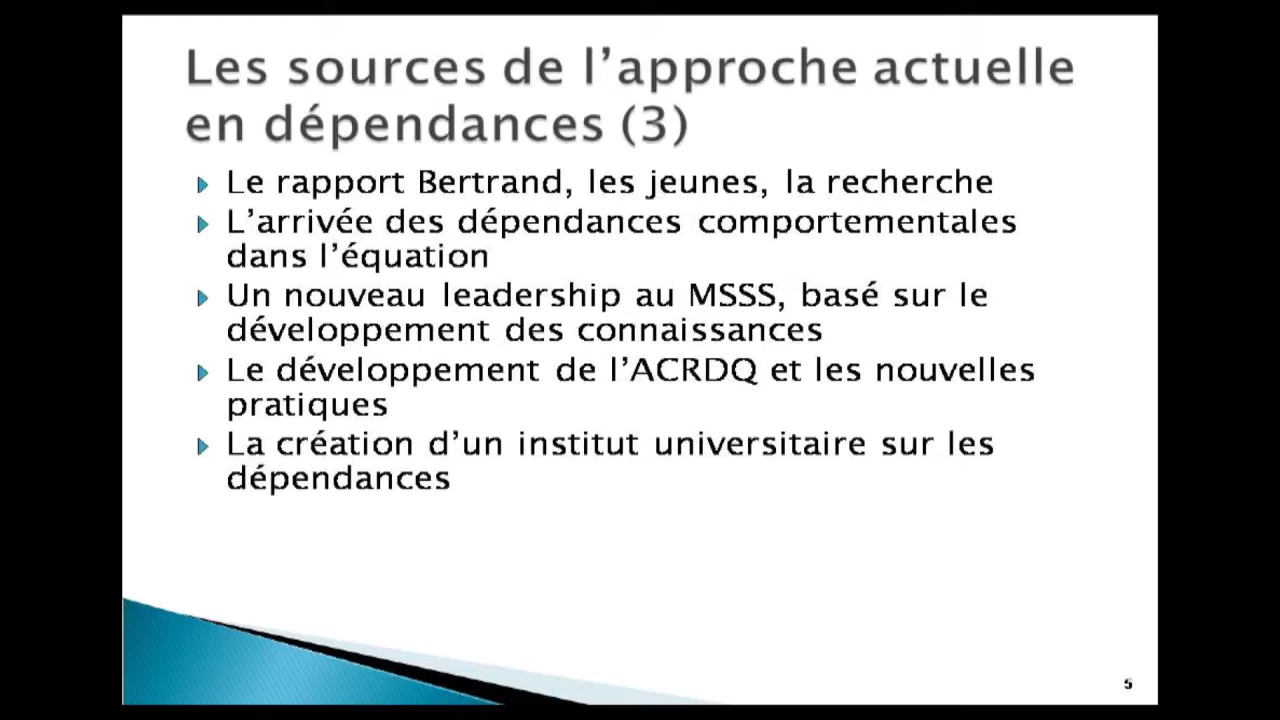 Les sources de l’approche actuelle
en dépendances (3)
Le rapport Bertrand, les jeunes, la recherche
L’arrivée des dépendances comportementales
dans l’équation
Un nouveau leadership au MSSS, basé sur le
développement des connaissances
Le développement de l’ACRDQ et les nouvelles
pratiques
La création d’un institut universitaire sur les
dépendances
5